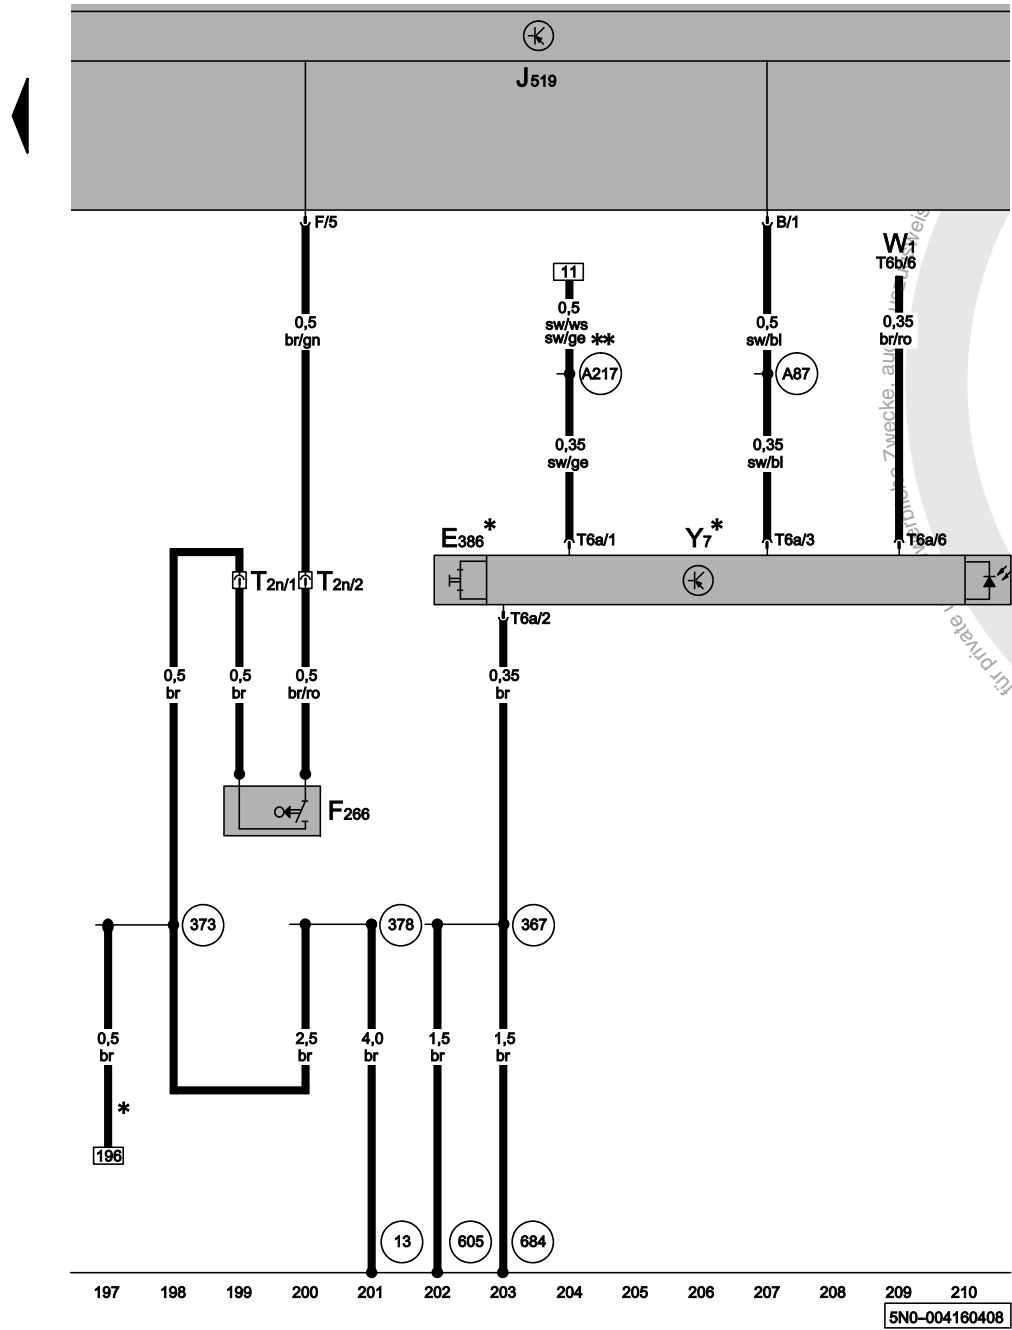 J519
F/5
B/1
W1
T6b/6
11
0,5
br/gn
0,5
sw/ws
sw/ge **
0,5
sw/bl
0,35
br/ro
A217
A87
0,35
sw/ge
0,35
sw/bl
E386 *
T6a/1
Y7 *
T6a/3
T6a/6
T2n/1
T2n/2
T6a/2
0,5
br
0,5
br
0,5
br/ro
0,35
br
F266
373
378
367
0,5
br
2,5
br
4,0
br
1,5
br
1,5
br
*
196
13
605
684
197 198 199 200 201 202 203 204 205 206 207 208 209 210
5N0-004160408
für private
Zwecke, auc